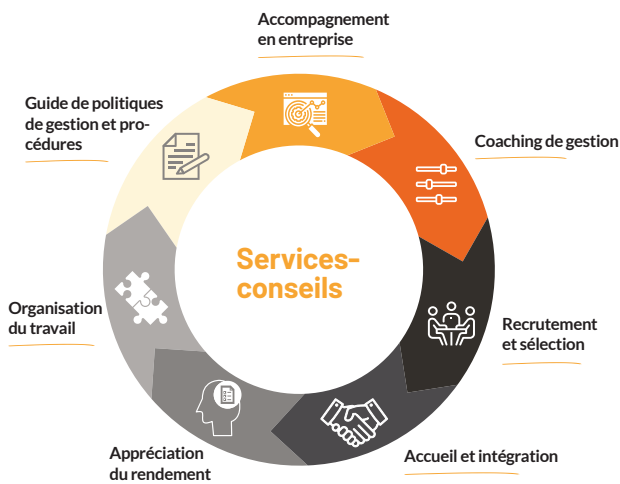 Accompagnement
en entreprise
Coaching de gestion
Recrutement
et sélection
Accueil et intégration
Appréciation
du rendement
Organisation
du travail
Guide de politiques
de gestion et pro-
cédures
Services-
conseils